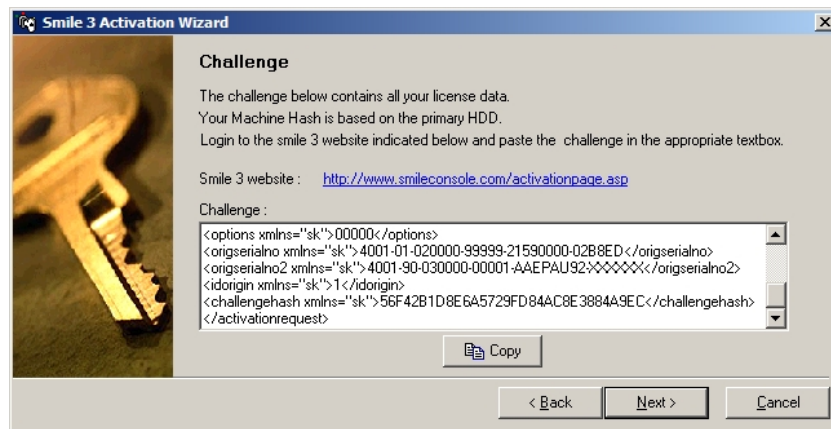 Smile 3 Activation Wizard
Challenge
The challenge below contains all your license data.
Your Machine Hash is based on the primary HDD.
Login to the smile 3 website indicated below and paste the challenge in the appropriate textbox.
Smile 3 website : http://www.smileconsole.com/activationpage.asp
Challenge :
<options xmlns="sk">00000</options>
<origserialno xmlns="sk">4001-01-020000-99999-21590000-02B8ED</origserialno>
<origserialno2 xmlns="sk">4001-90-030000-00001-AAEPAU92-XXXXXX</origserialno2>
<idorigin xmlns="sk">1</idorigin>
<challengehash xmlns="sk">56F42B1D8E6A5729FD84AC8E3884A9EC</challengehash>
</activationrequest>
Copy
< Back Next > Cancel